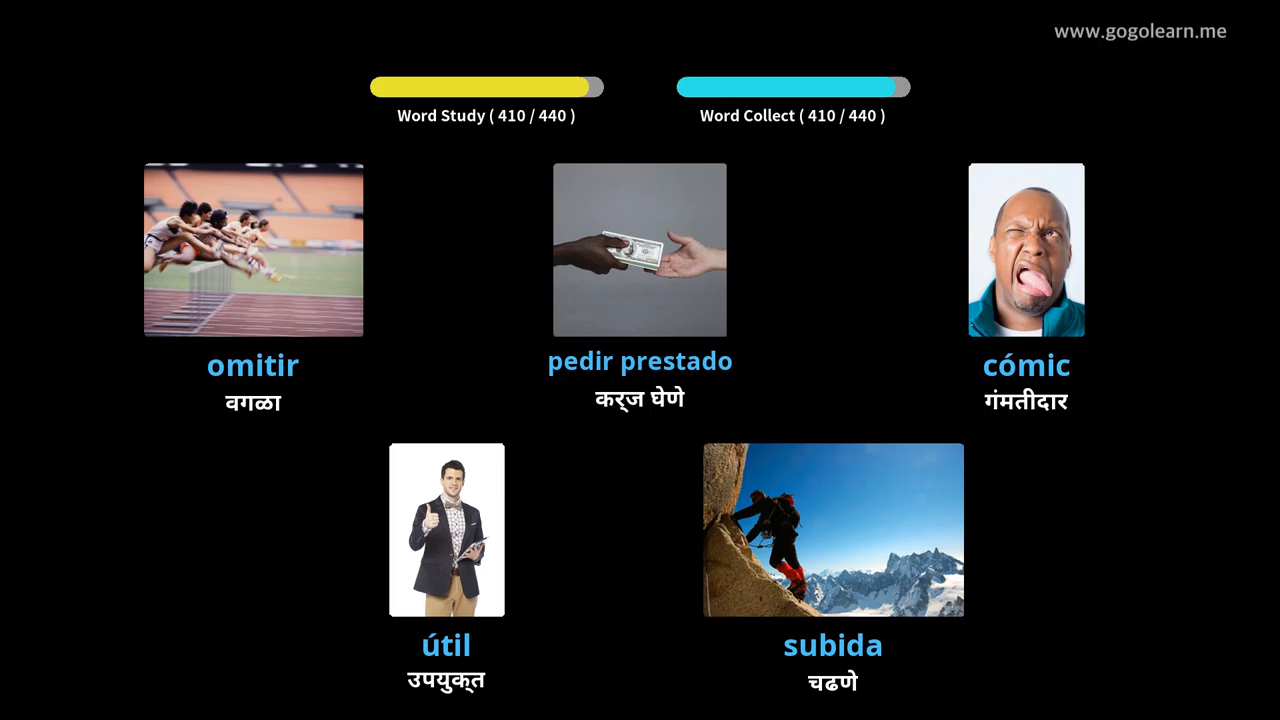 www.gogolearn.me
Word Study ( 410 / 440 )
Word Collect ( 410 / 440 )
omitir
वगळा
pedir prestado
कर्ज घेणे
cómic
गंमतीदार
útil
उपयुक्त
subida
चढणे